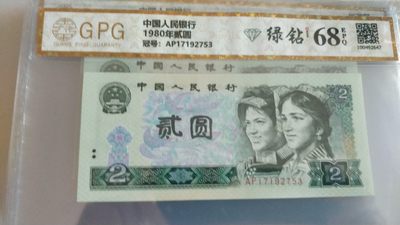 GPG
中国人民银行
1980年贰圆
冠号: AP17192753
绿钻
68 EPQ
中国人民银行
2
贰圆
AP17192753
2